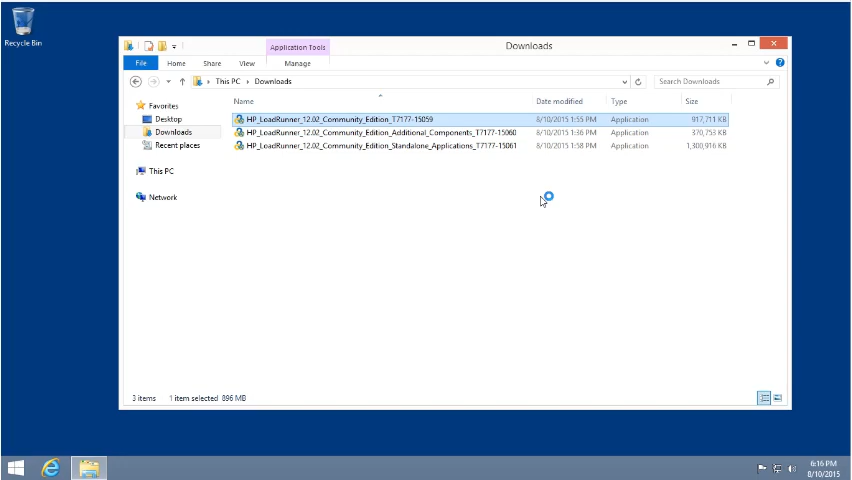 Recycle Bin
Application Tools
Downloads
File Home Share View Manage
This PC Downloads
Search Downloads
Favorites
Desktop
Downloads
Recent places
This PC
Network
Name Date modified Type Size
HP_LoadRunner_12.02_Community_Edition_T7177-15059 8/10/2015 1:55 PM Application 917,711 KB
HP_LoadRunner_12.02_Community_Edition_Additional_Components_T7177-15060 8/10/2015 1:36 PM Application 370,753 KB
HP_LoadRunner_12.02_Community_Edition_Standalone_Applications_T7177-15061 8/10/2015 1:58 PM Application 1,300,916 KB
3 items 1 item selected 896 MB
6:16 PM
8/10/2015